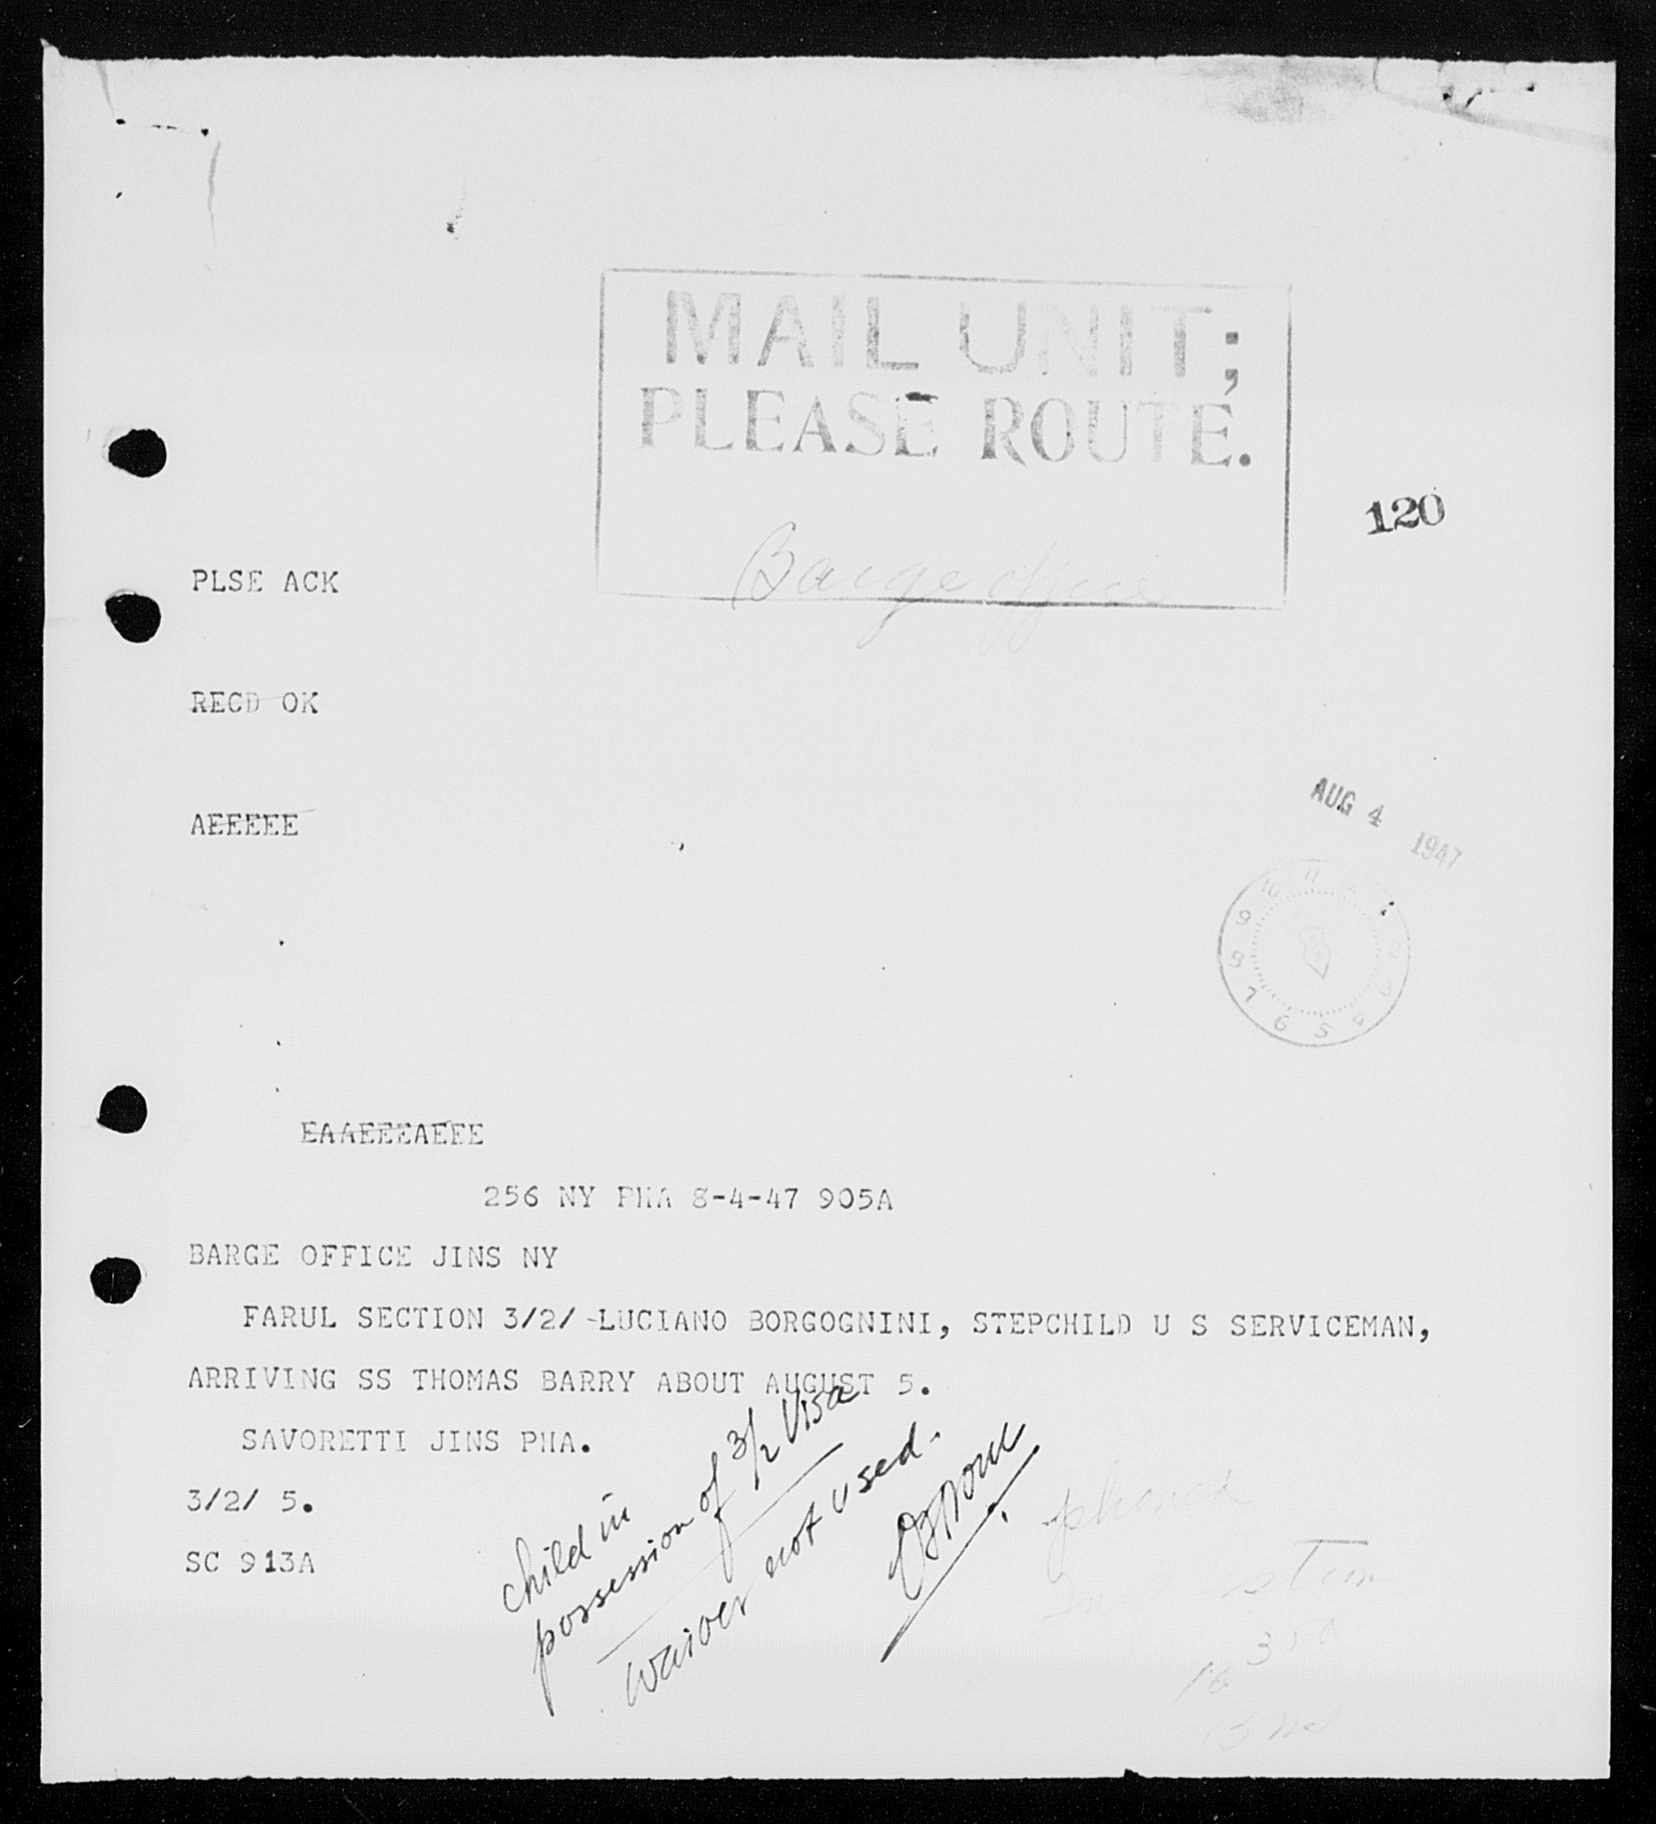 MAIL UNIT;
PLEASE ROUTE.
Barge office
120
PLSE ACK
RECD OK
AEEEEE
AUG 4 1947
EAAEEEAEEE
256 NY PHA 8-4-47 905A
BARGE OFFICE JINS NY
FARUL SECTION 3/2/-LUCIANO BORGOGNINI, STEPCHILD U S SERVICEMAN,
ARRIVING SS THOMAS BARRY ABOUT AUGUST 5.
SAVORETTI JINS PHA.
3/2/ 5.
SC 913A
child in
possession of 3/2 Visa
waiver not used.
phoned